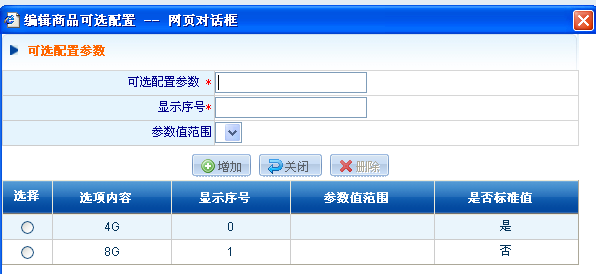 编辑商品可选配置 -- 网页对话框
可选配置参数
可选配置参数 *
显示序号*
参数值范围
增加 关闭 删除
选择 选项内容 显示序号 参数值范围 是否标准值
4G 0 是
8G 1 否